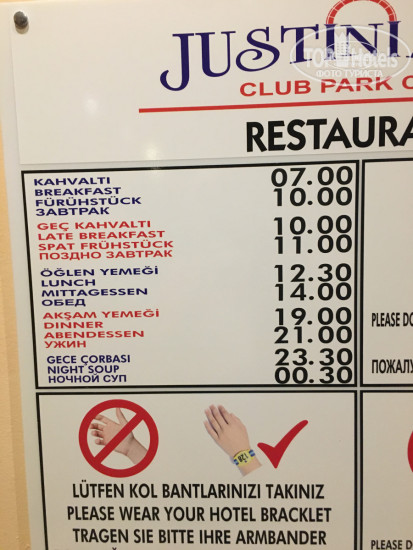 JUSTINI
CLUB PARK
RESTAURA
KAHVALTI 07.00
BREAKFAST 10.00
FÜRÜHSTÜCK
ЗАВТРАК
GEÇ KAHVALTI 10.00
LATE BREAKFAST 11.00
SPAT FRÜHSTÜCK
ПОЗДНО ЗАВТРАК
ÖĞLEN YEMEĞİ 12.30
LUNCH 14.00
MITTAGESSEN
ОБЕД
AKŞAM YEMEĞİ 19.00
DINNER 21.00
ABENDESSEN
УЖИН
GECE ÇORBASI 23.30
NIGHT SOUP 00.30
НОЧНОЙ СУП
PLEASE DO
ПОЖАЛУ
LÜTFEN KOL BANTLARINIZI TAKINIZ
PLEASE WEAR YOUR HOTEL BRACKLET
TRAGEN SIE BITTE IHRE ARMBANDER
PLEASE D
TopHotels
ФОТО ТУРИСТА